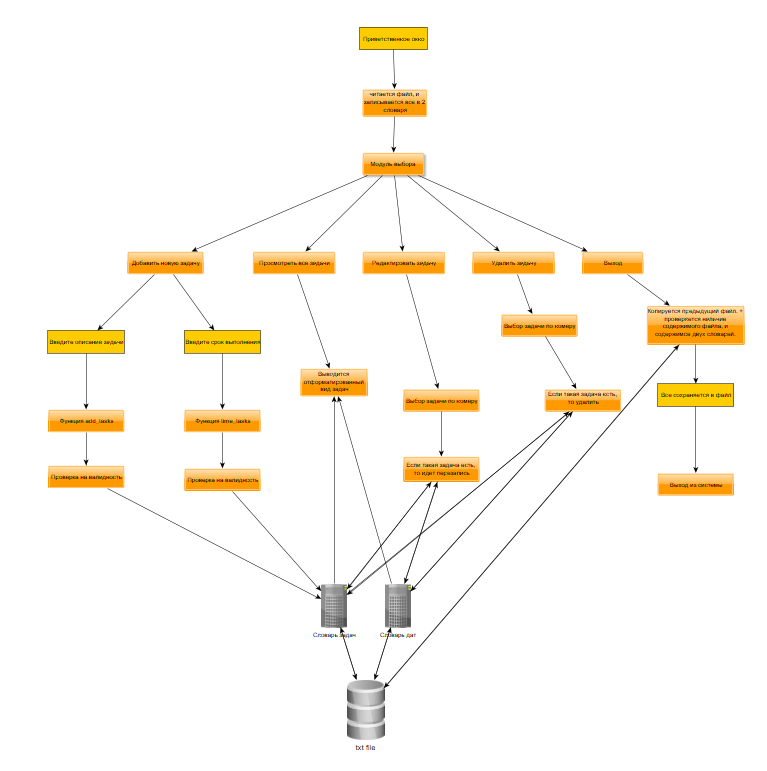 Приветственое окно
читается файл, и
записывается все в 2
словаря
Модуль выбора
Добавить новую задачу
Просмотреть все задачи
Редактировать задачу
Удалить задачу
Выход
Введите описание задачи
Введите срок выполнения
Выводится
отформатированный,
вид задач
Выбор задачи по номеру
Копируется предыдущий файл, +
проверяется наличие
содержимого файла, и
содержимое двух словарей.
Выбор задачи по номеру
Если такая задача есть,
то удалить
Все сохраняется в файл
Функция add_tasks
Функция time_tasks
Проверка на валидность
Проверка на валидность
Если такая задача есть,
то идет перезапись
Выход из системы
Словарь задач
Словарь дат
txt file